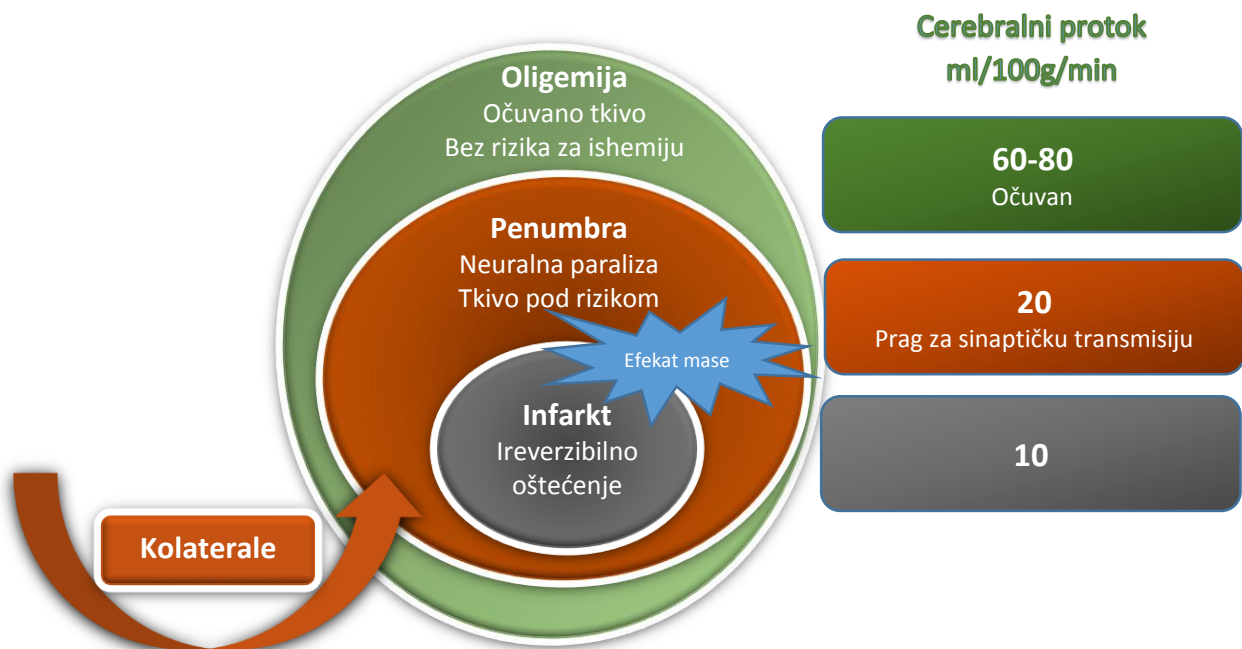 Cerebralni protok
ml/100g/min
Oligemija
Očuvano tkivo
Bez rizika za ishemiju
60-80
Očuvan
Penumbra
Neuralna paraliza
Tkivo pod rizikom
20
Prag za sinaptičku transmisiju
Efekat mase
Infarkt
Ireverzibilno
oštećenje
10
Kolaterale